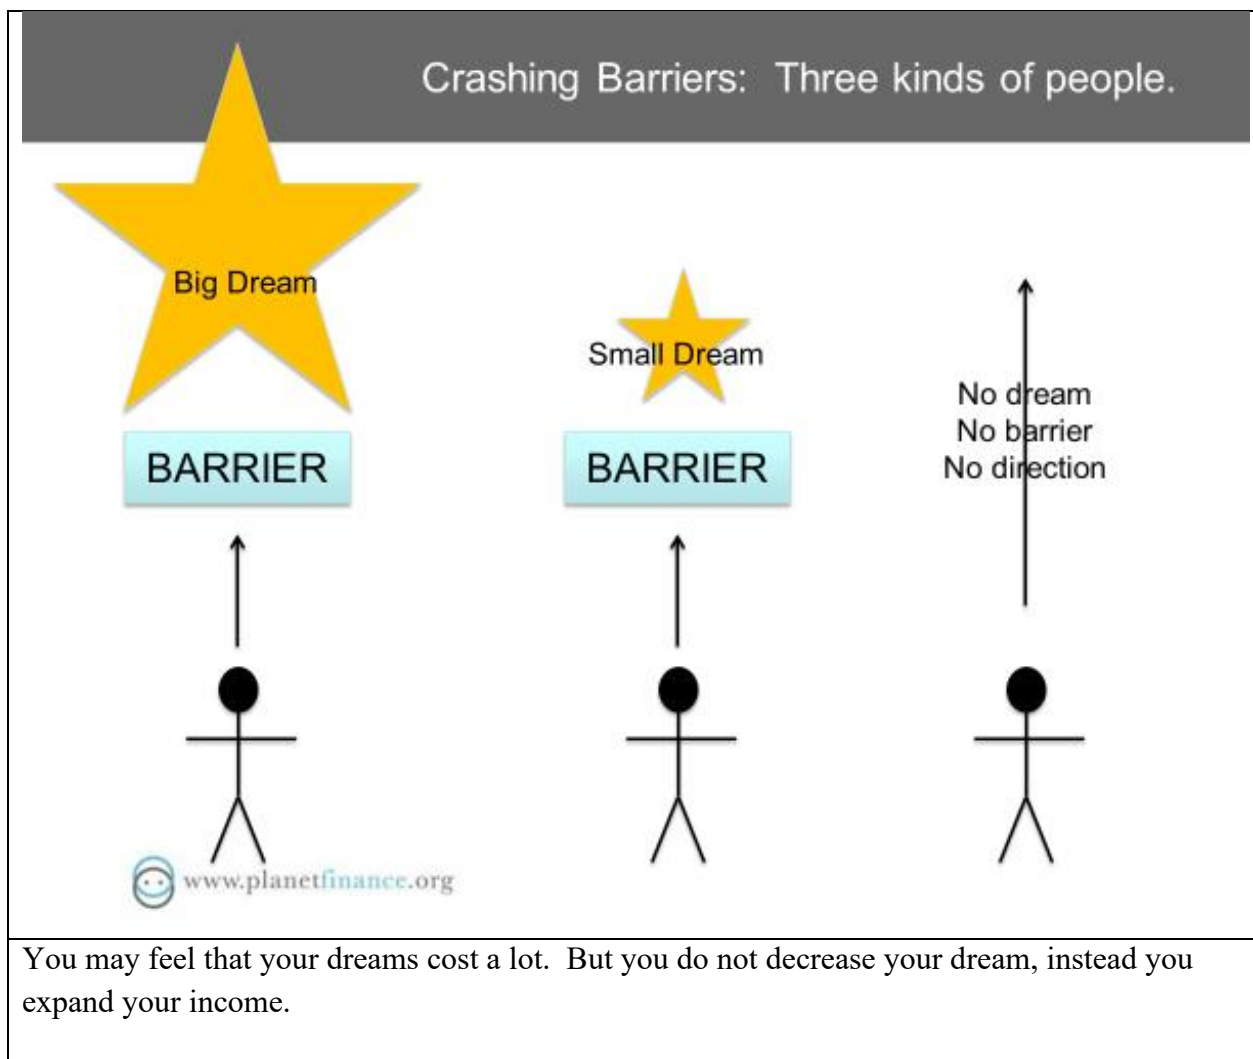 Crashing Barriers: Three kinds of people.
Big Dream
BARRIER
Small Dream
BARRIER
No dream
No barrier
No direction
www.planetfinance.org
You may feel that your dreams cost a lot. But you do not decrease your dream, instead you
expand your income.